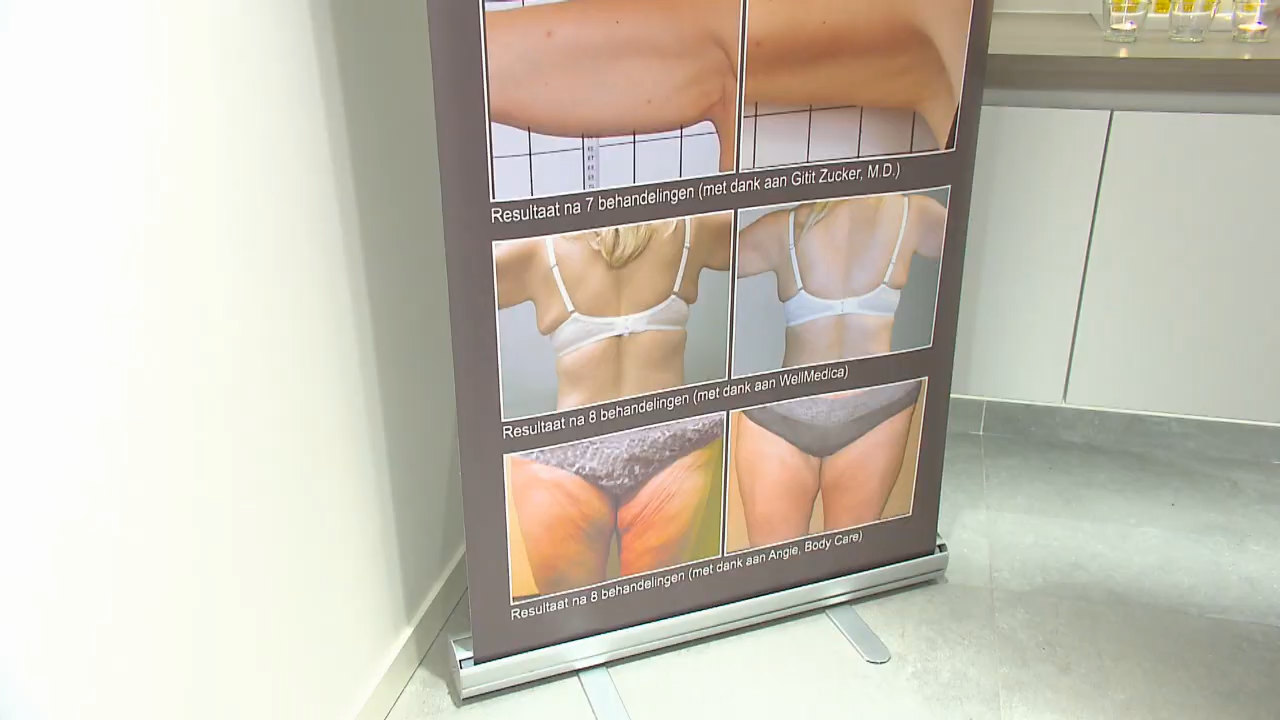 Resultaat na 7 behandelingen (met dank aan Gitit Zucker, M.D.)
Resultaat na 8 behandelingen (met dank aan WellMedica)
Resultaat na 8 behandelingen (met dank aan Angie, Body Care)